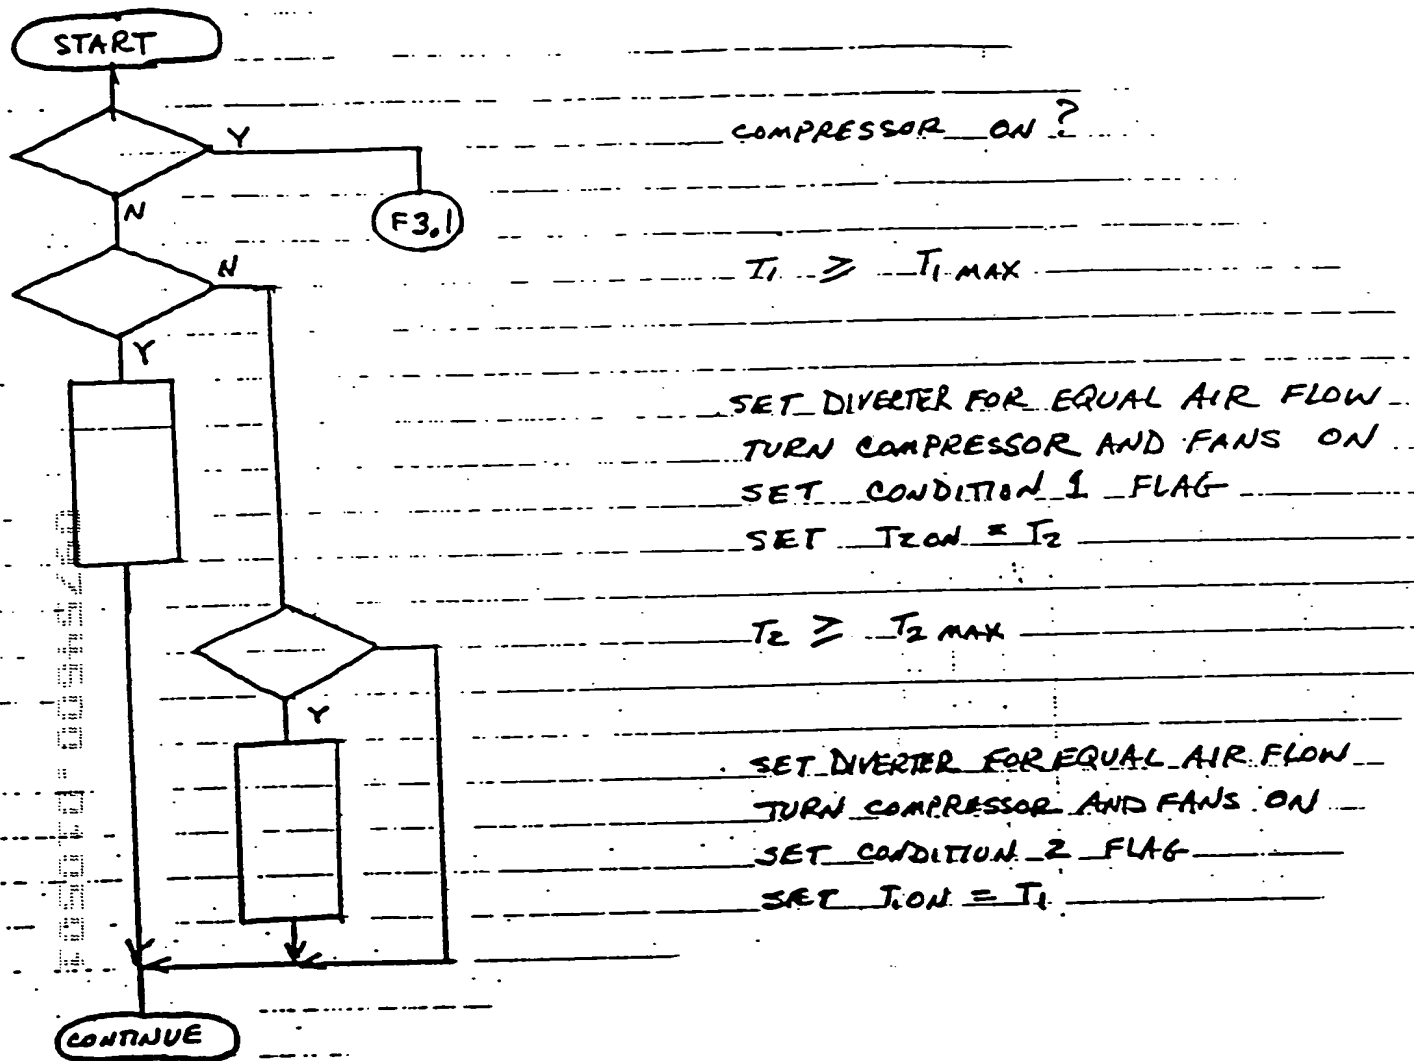 START
Y
COMPRESSOR ON ?
N
F3.1
N
T1 ≥ T1 MAX
Y
SET DIVERTER FOR EQUAL AIR FLOW
TURN COMPRESSOR AND FANS ON
SET CONDITION 1 FLAG
SET T2ON = T2
T2 ≥ T2 MAX
Y
SET DIVERTER FOR EQUAL AIR FLOW
TURN COMPRESSOR AND FANS ON
SET CONDITION 2 FLAG
SET T1ON = T1
CONTINUE